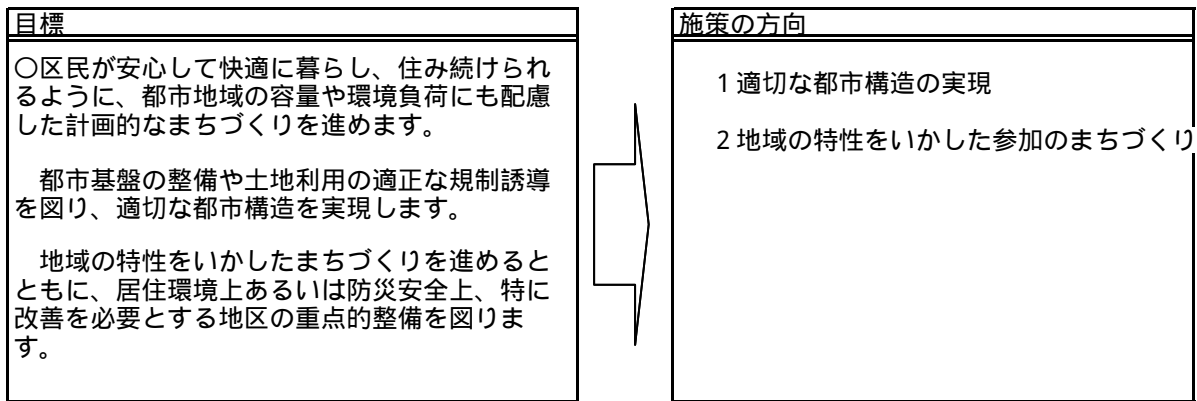 目標
○区民が安心して快適に暮らし、住み続けられ
るように、都市地域の容量や環境負荷にも配慮
した計画的なまちづくりを進めます。
都市基盤の整備や土地利用の適正な規制誘導
を図り、適切な都市構造を実現します。
地域の特性をいかしたまちづくりを進めると
ともに、居住環境上あるいは防災安全上、特に
改善を必要とする地区の重点的整備を図りま
す。
施策の方向
1適切な都市構造の実現
2地域の特性をいかした参加のまちづくり